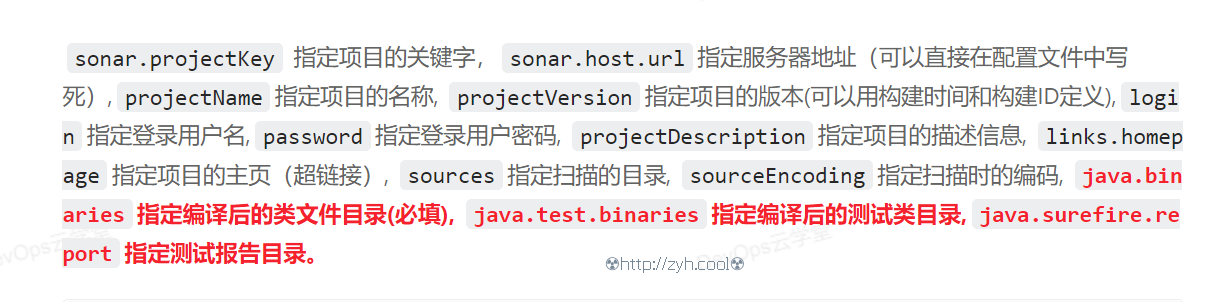 sonar.projectKey 指定项目的关键字， sonar.host.url 指定服务器地址（可以直接在配置文件中写
死）, projectName 指定项目的名称, projectVersion 指定项目的版本(可以用构建时间和构建ID定义), logi
n 指定登录用户名, password 指定登录用户密码, projectDescription 指定项目的描述信息, links.homep
age 指定项目的主页（超链接）, sources 指定扫描的目录, sourceEncoding 指定扫描时的编码, java.bin
aries 指定编译后的类文件目录(必填), java.test.binaries 指定编译后的测试类目录, java.surefire.re
port 指定测试报告目录。
☢http://zyh.cool☢